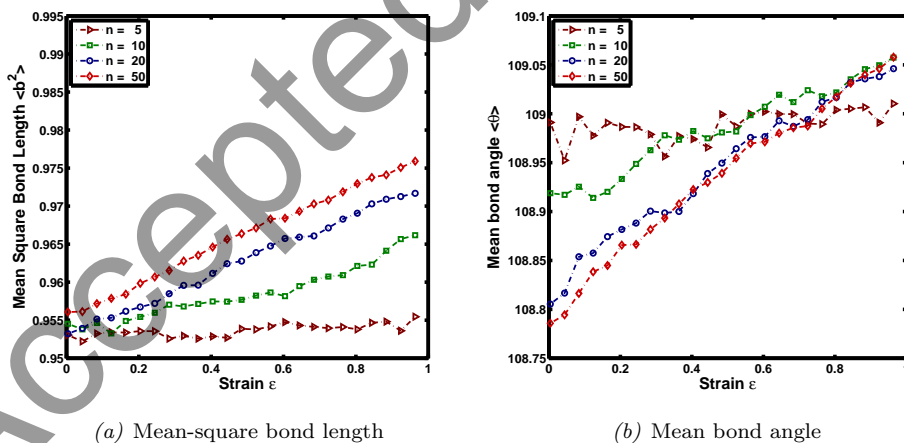 Accepted
0.995
0.99
0.985
0.98
0.975
0.97
0.965
0.96
0.955
0.95
Mean Square Bond Length <b²>
n = 5
n = 10
n = 20
n = 50
0
0.2
0.4
0.6
0.8
1
Strain ε
(a) Mean-square bond length
109.1
109.05
109
108.95
108.9
108.85
108.8
108.75
Mean bond angle <θ>
n = 5
n = 10
n = 20
n = 50
0
0.2
0.4
0.6
0.8
1
Strain ε
(b) Mean bond angle